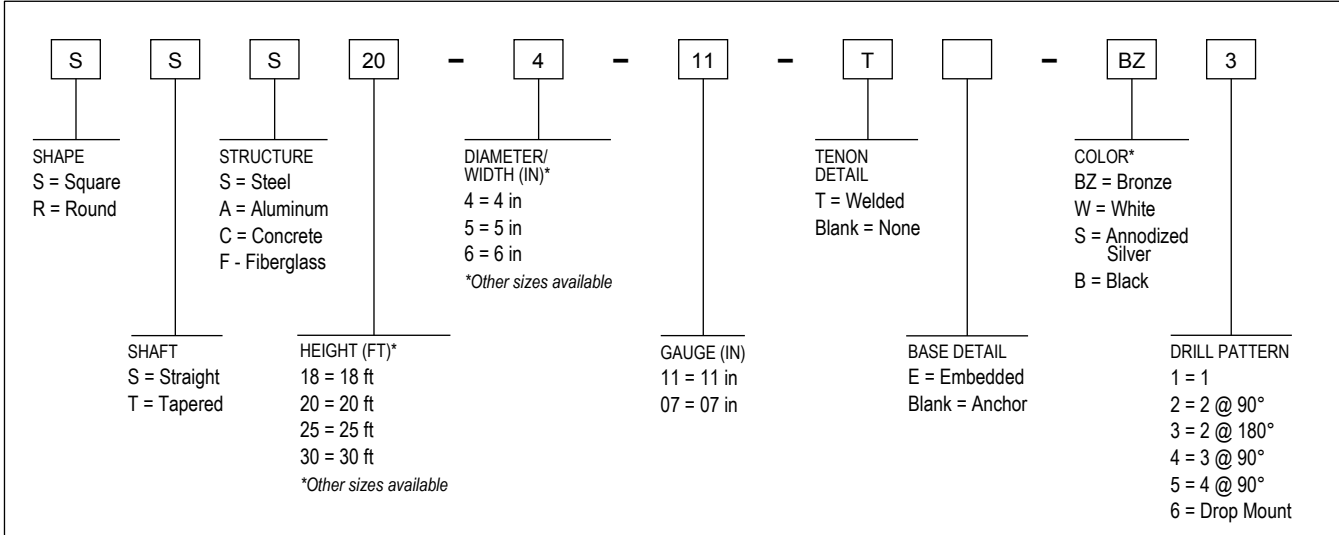 S S S 20 – 4 – 11 – T – BZ 3
SHAPE
S = Square
R = Round
SHAFT
S = Straight
T = Tapered
STRUCTURE
S = Steel
A = Aluminum
C = Concrete
F - Fiberglass
HEIGHT (FT)*
18 = 18 ft
20 = 20 ft
25 = 25 ft
30 = 30 ft
*Other sizes available
DIAMETER/
WIDTH (IN)*
4 = 4 in
5 = 5 in
6 = 6 in
*Other sizes available
GAUGE (IN)
11 = 11 in
07 = 07 in
TENON
DETAIL
T = Welded
Blank = None
BASE DETAIL
E = Embedded
Blank = Anchor
COLOR*
BZ = Bronze
W = White
S = Annodized
Silver
B = Black
DRILL PATTERN
1 = 1
2 = 2 @ 90°
3 = 2 @ 180°
4 = 3 @ 90°
5 = 4 @ 90°
6 = Drop Mount